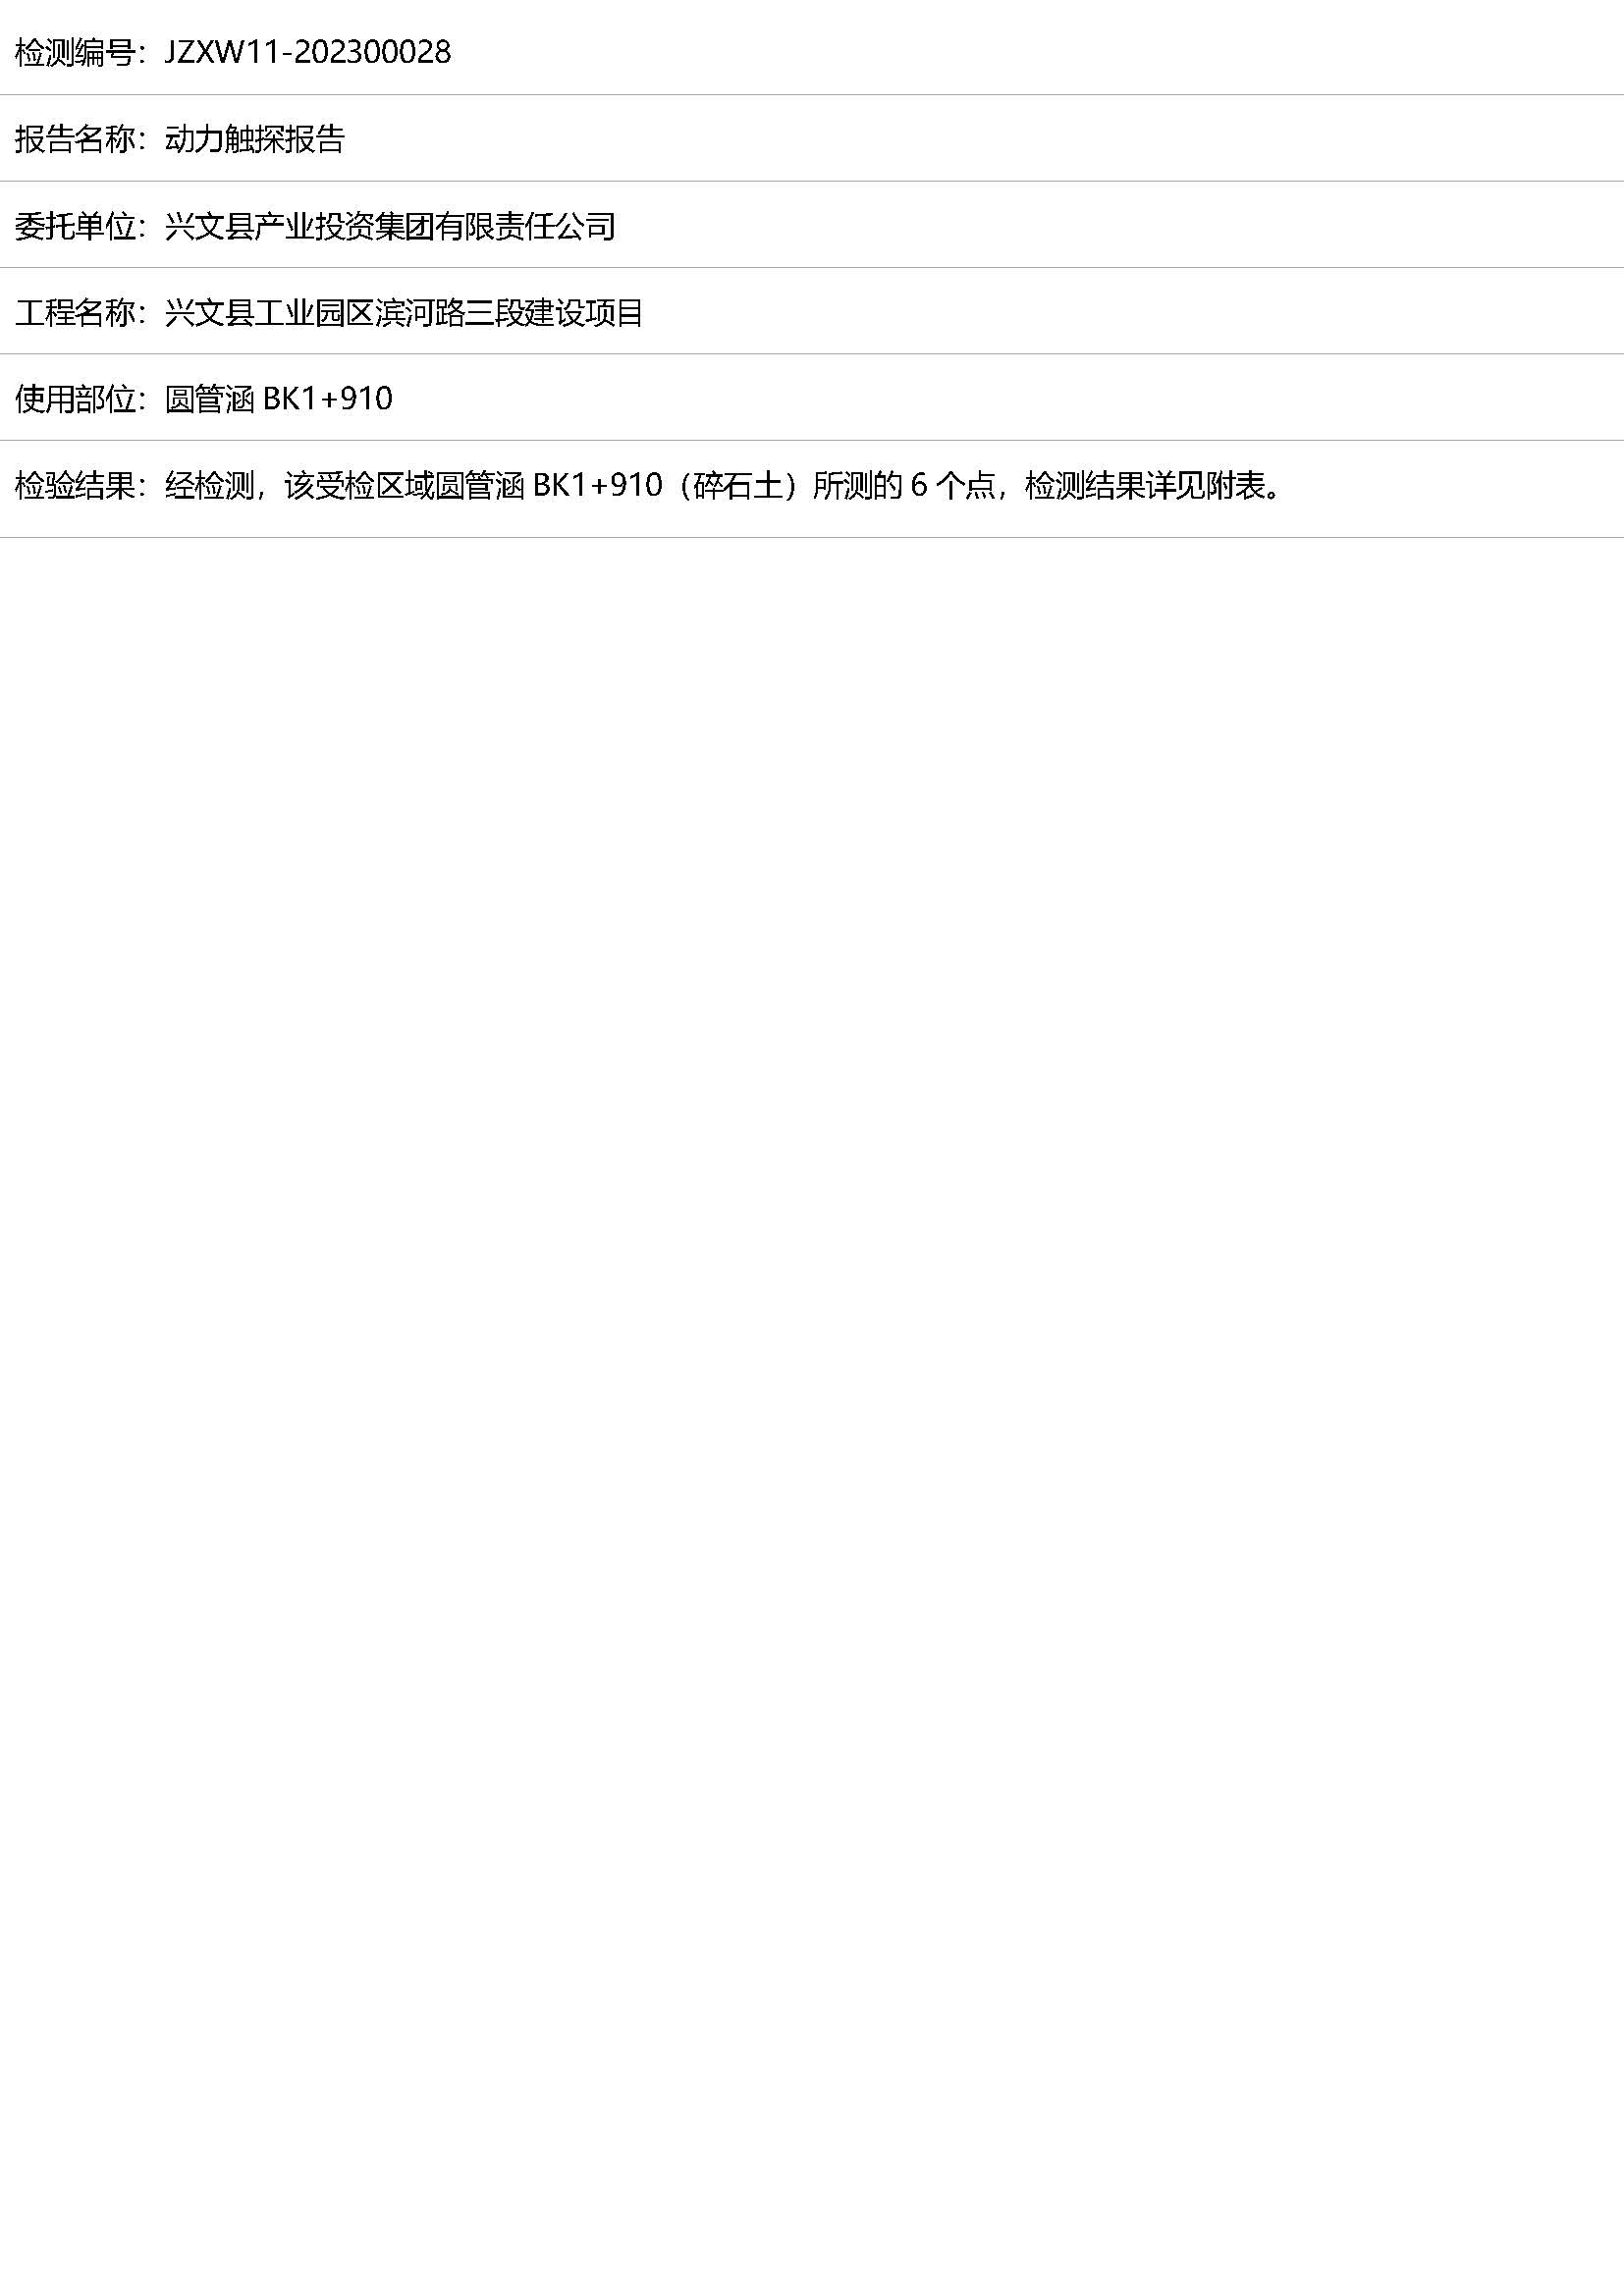 检测编号：JZXW11-202300028
报告名称：动力触探报告
委托单位：兴文县产业投资集团有限责任公司
工程名称：兴文县工业园区滨河路三段建设项目
使用部位：圆管涵 BK1+910
检验结果：经检测，该受检区域圆管涵 BK1+910（碎石土）所测的 6 个点，检测结果详见附表。